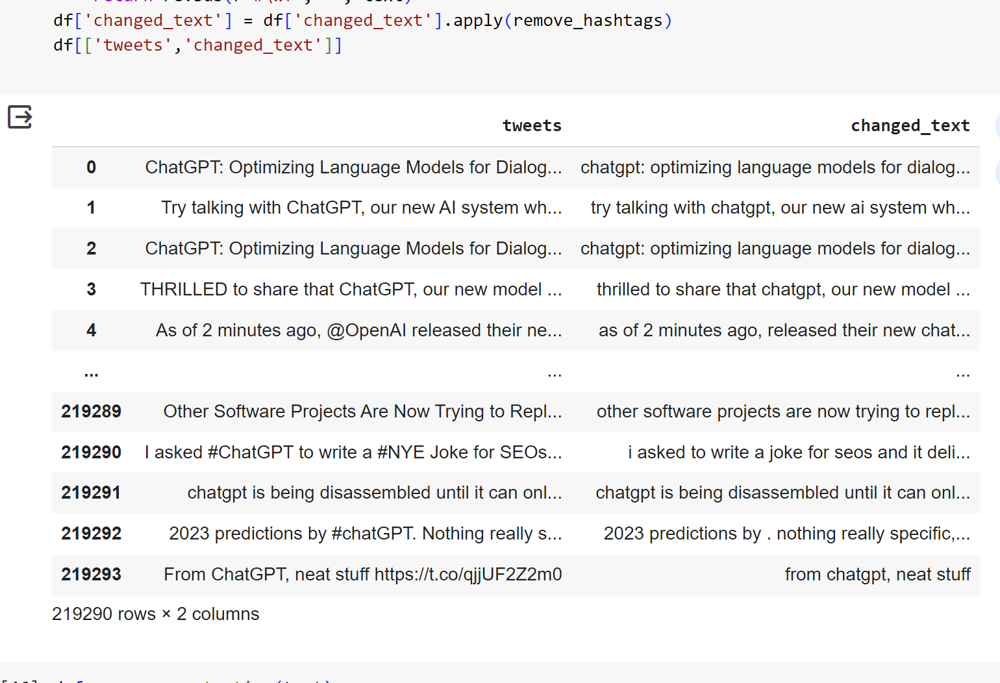 df['changed_text'] = df['changed_text'].apply(remove_hashtags)
df[['tweets','changed_text']]
tweets changed_text
0 ChatGPT: Optimizing Language Models for Dialog... chatgpt: optimizing language models for dialog...
1 Try talking with ChatGPT, our new AI system wh... try talking with chatgpt, our new ai system wh...
2 ChatGPT: Optimizing Language Models for Dialog... chatgpt: optimizing language models for dialog...
3 THRILLED to share that ChatGPT, our new model ... thrilled to share that chatgpt, our new model ...
4 As of 2 minutes ago, @OpenAI released their ne... as of 2 minutes ago, released their new chat...
... ... ...
219289 Other Software Projects Are Now Trying to Repl... other software projects are now trying to repl...
219290 I asked #ChatGPT to write a #NYE Joke for SEOs... i asked to write a joke for seos and it deli...
219291 chatgpt is being disassembled until it can onl... chatgpt is being disassembled until it can onl...
219292 2023 predictions by #chatGPT. Nothing really s... 2023 predictions by . nothing really specific,...
219293 From ChatGPT, neat stuff https://t.co/qjjUF2Z2m0 from chatgpt, neat stuff
219290 rows × 2 columns